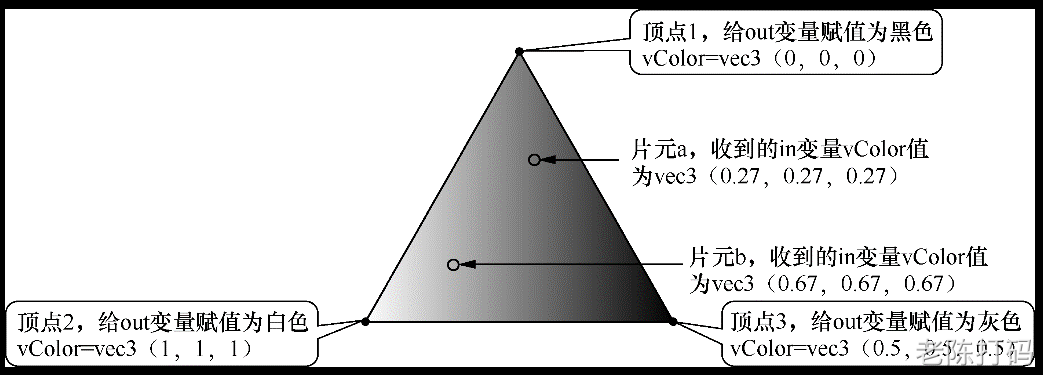 顶点1，给out变量赋值为黑色
vColor=vec3（0，0，0）
片元a，收到的in变量vColor值
为vec3（0.27，0.27，0.27）
片元b，收到的in变量vColor值
为vec3（0.67，0.67，0.67）
顶点2，给out变量赋值为白色
vColor=vec3（1，1，1）
顶点3，给out变量赋值为灰色
vColor=vec3（0.5，0.5，0.5）
老陈打码